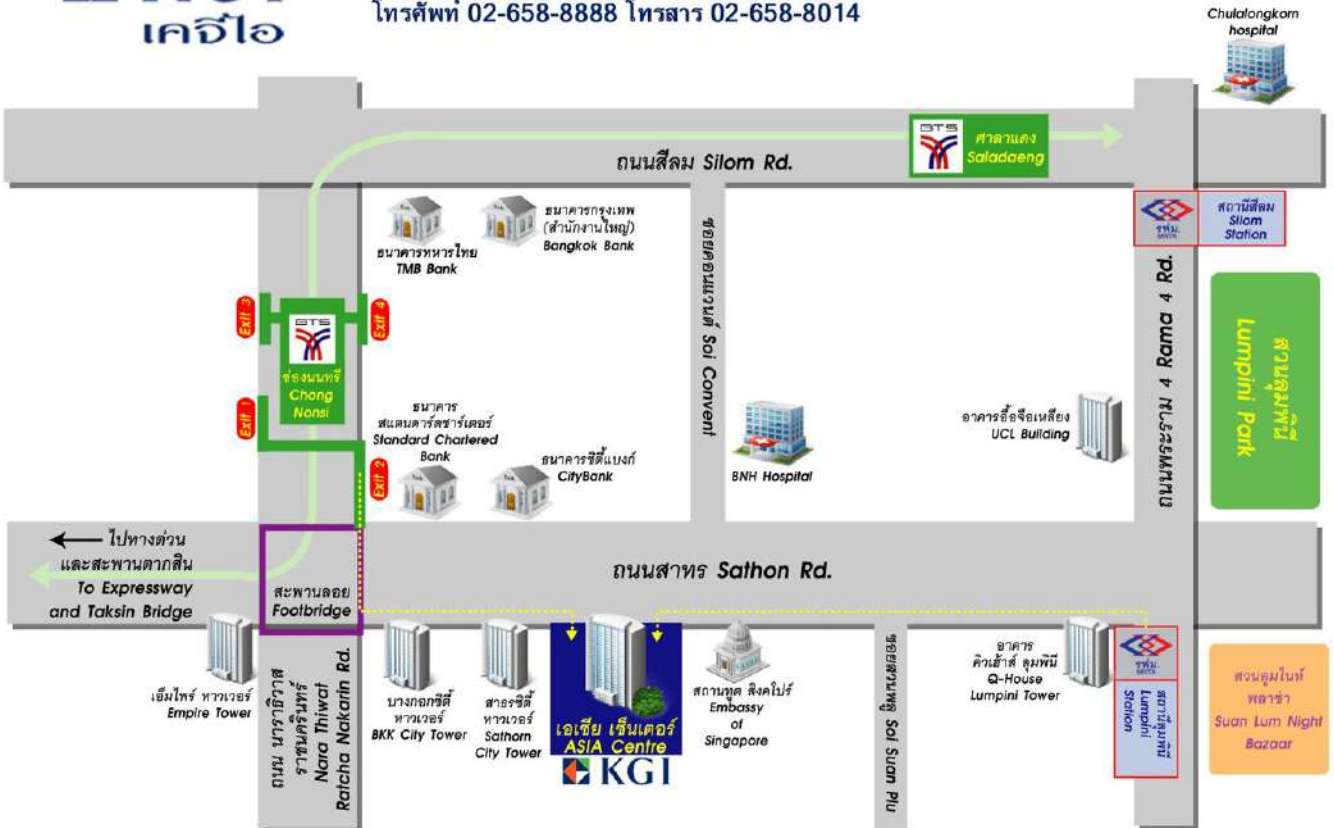 เคจีไอ
โทรศัพท์ 02-658-8888 โทรสาร 02-658-8014
Chulalongkorn
hospital
BTS
ศาลาแดง
Saladaeng
ถนนสีลม Silom Rd.
รฟม.
MRTA
สถานีสีลม
Silom
Station
ธนาคารทหารไทย
TMB Bank
ธนาคารกรุงเทพ
(สำนักงานใหญ่)
Bangkok Bank
ซอยคอนแวนต์ Soi Convent
ถนนพระราม 4 Rama 4 Rd.
สวนลุมพินี
Lumpini Park
Exit 3
Exit 4
BTS
ช่องนนทรี
Chong
Nonsi
Exit 1
Exit 2
ธนาคาร
สแตนดาร์ดชาร์เตอร์
Standard Chartered
Bank
ธนาคารซิตี้แบงก์
CityBank
BNH Hospital
อาคารอื้อจือเหลียง
UCL Building
ไปทางด่วน
และสะพานตากสิน
To Expressway
and Taksin Bridge
สะพานลอย
Footbridge
ถนนสาทร Sathon Rd.
เอ็มไพร์ ทาวเวอร์
Empire Tower
ถนน นราธิวาส
ราชนครินทร์
Nara Thiwat
Ratcha Nakarin Rd.
บางกอกซิตี้
ทาวเวอร์
BKK City Tower
สาธรซิตี้
ทาวเวอร์
Sathorn
City Tower
เอเชีย เซ็นเตอร์
ASIA Centre
KGI
สถานทูต สิงคโปร์
Embassy
of
Singapore
ซอยสวนพลู Soi Suan Plu
อาคาร
คิวเฮ้าส์ ลุมพินี
Q-House
Lumpini Tower
รฟม.
MRTA
สถานีลุมพินี
Lumpini
Station
สวนลุมไนท์
พลาซ่า
Suan Lum Night
Bazaar